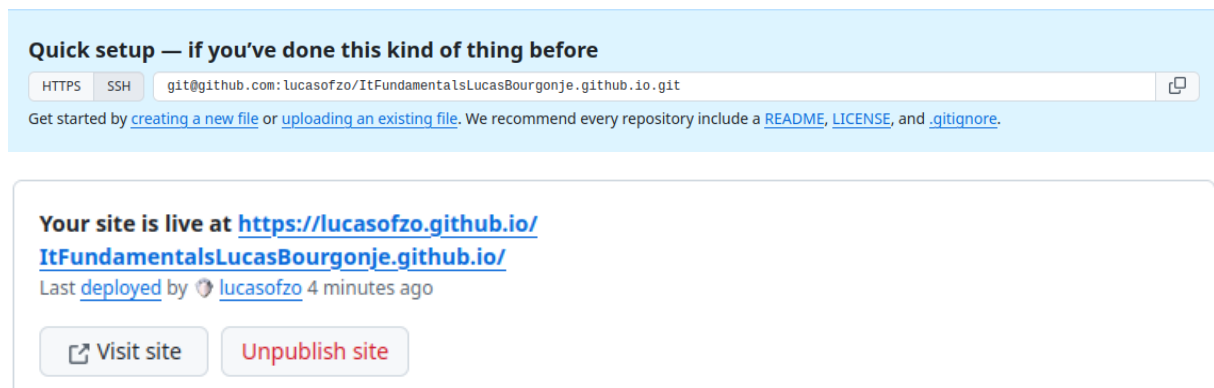 Quick setup — if you’ve done this kind of thing before
HTTPS SSH git@github.com:lucasofzo/ItFundamentalsLucasBourgonje.github.io.git
Get started by creating a new file or uploading an existing file. We recommend every repository include a README, LICENSE, and .gitignore.
Your site is live at https://lucasofzo.github.io/
ItFundamentalsLucasBourgonje.github.io/
Last deployed by lucasofzo 4 minutes ago
Visit site Unpublish site